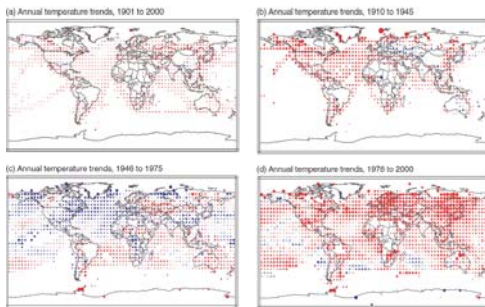 (a) Annual temperature trends, 1901 to 2000
(b) Annual temperature trends, 1910 to 1945
(c) Annual temperature trends, 1946 to 1975
(d) Annual temperature trends, 1976 to 2000